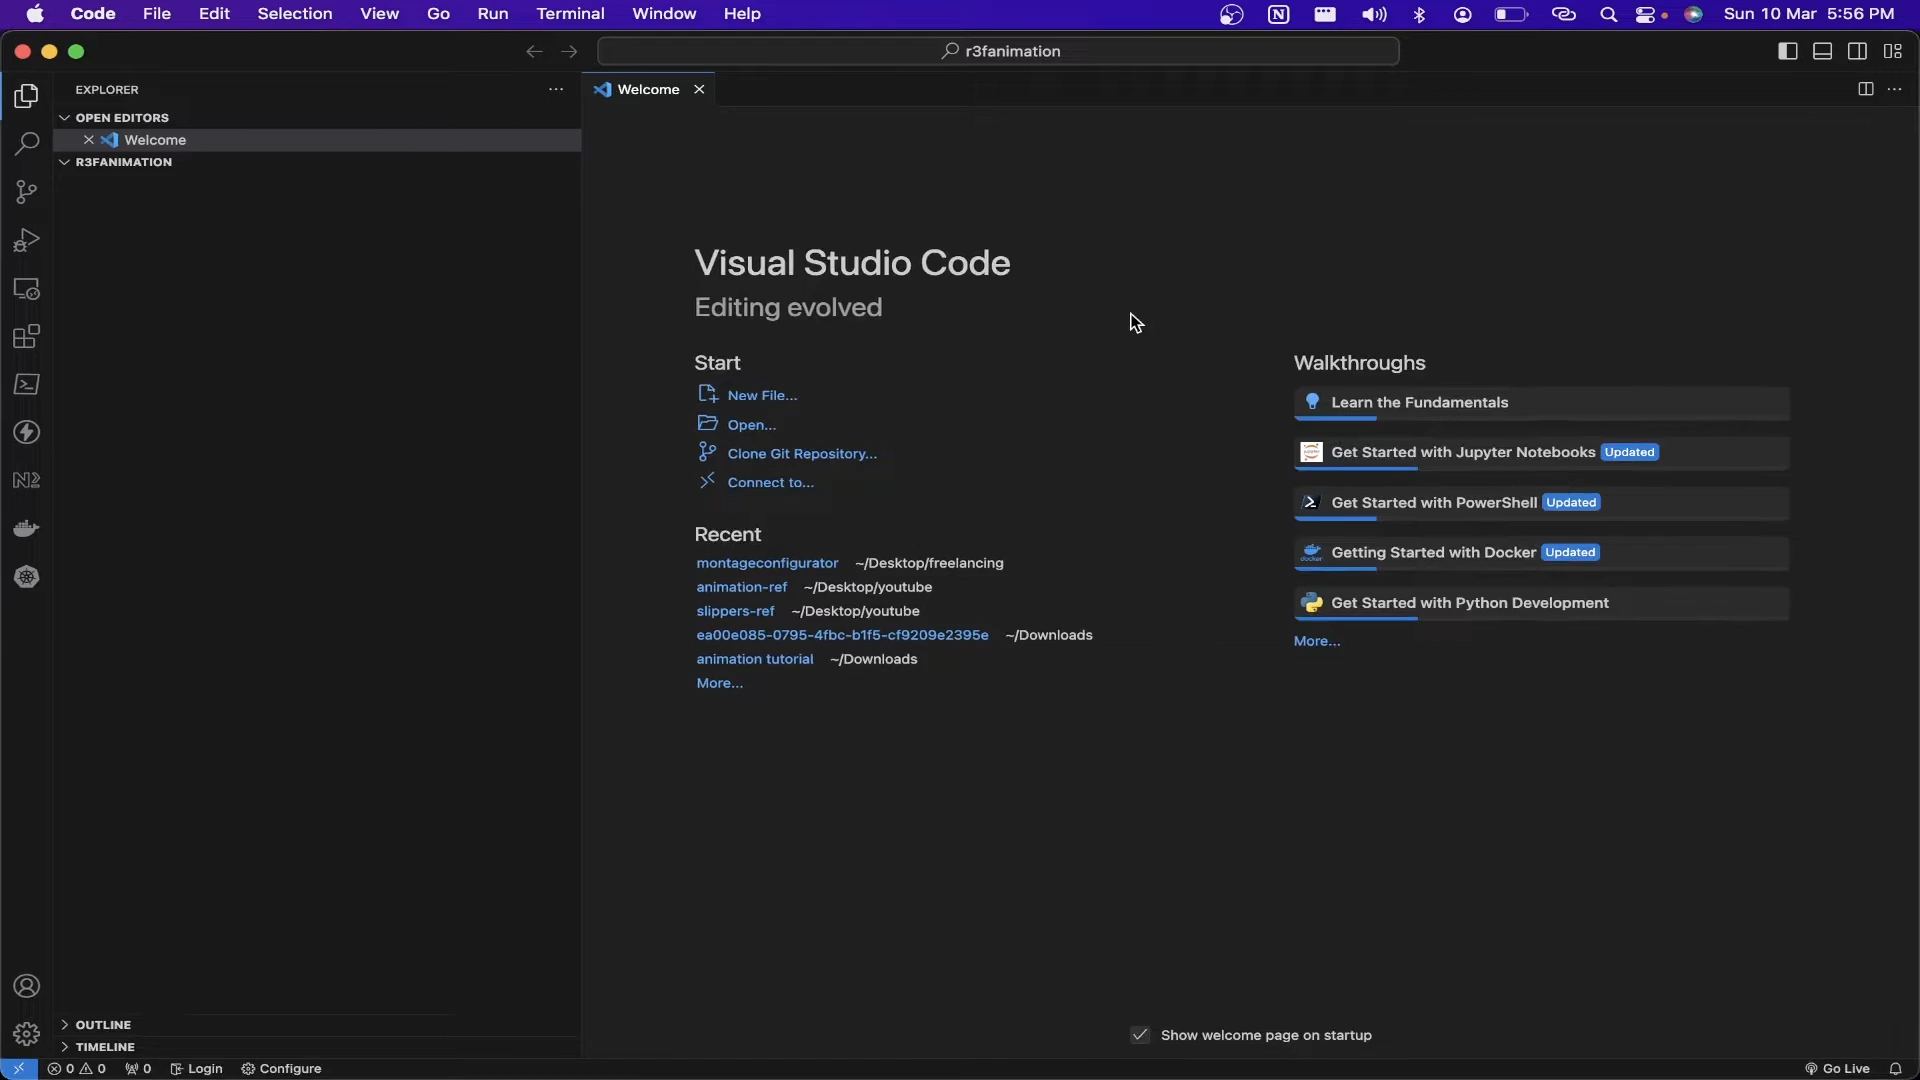 Code File Edit Selection View Go Run Terminal Window Help Sun 10 Mar 5:56 PM
r3fanimation
EXPLORER
Welcome
OPEN EDITORS
Welcome
R3FANIMATION
Visual Studio Code
Editing evolved
Start
New File...
Open...
Clone Git Repository...
Connect to...
Recent
montageconfigurator ~/Desktop/freelancing
animation-ref ~/Desktop/youtube
slippers-ref ~/Desktop/youtube
ea00e085-0795-4fbc-b1f5-cf9209e2395e ~/Downloads
animation tutorial ~/Downloads
More...
Walkthroughs
Learn the Fundamentals
Get Started with Jupyter Notebooks Updated
Get Started with PowerShell Updated
Getting Started with Docker Updated
Get Started with Python Development
More...
Show welcome page on startup
OUTLINE
TIMELINE
0 0 0 Login Configure Go Live